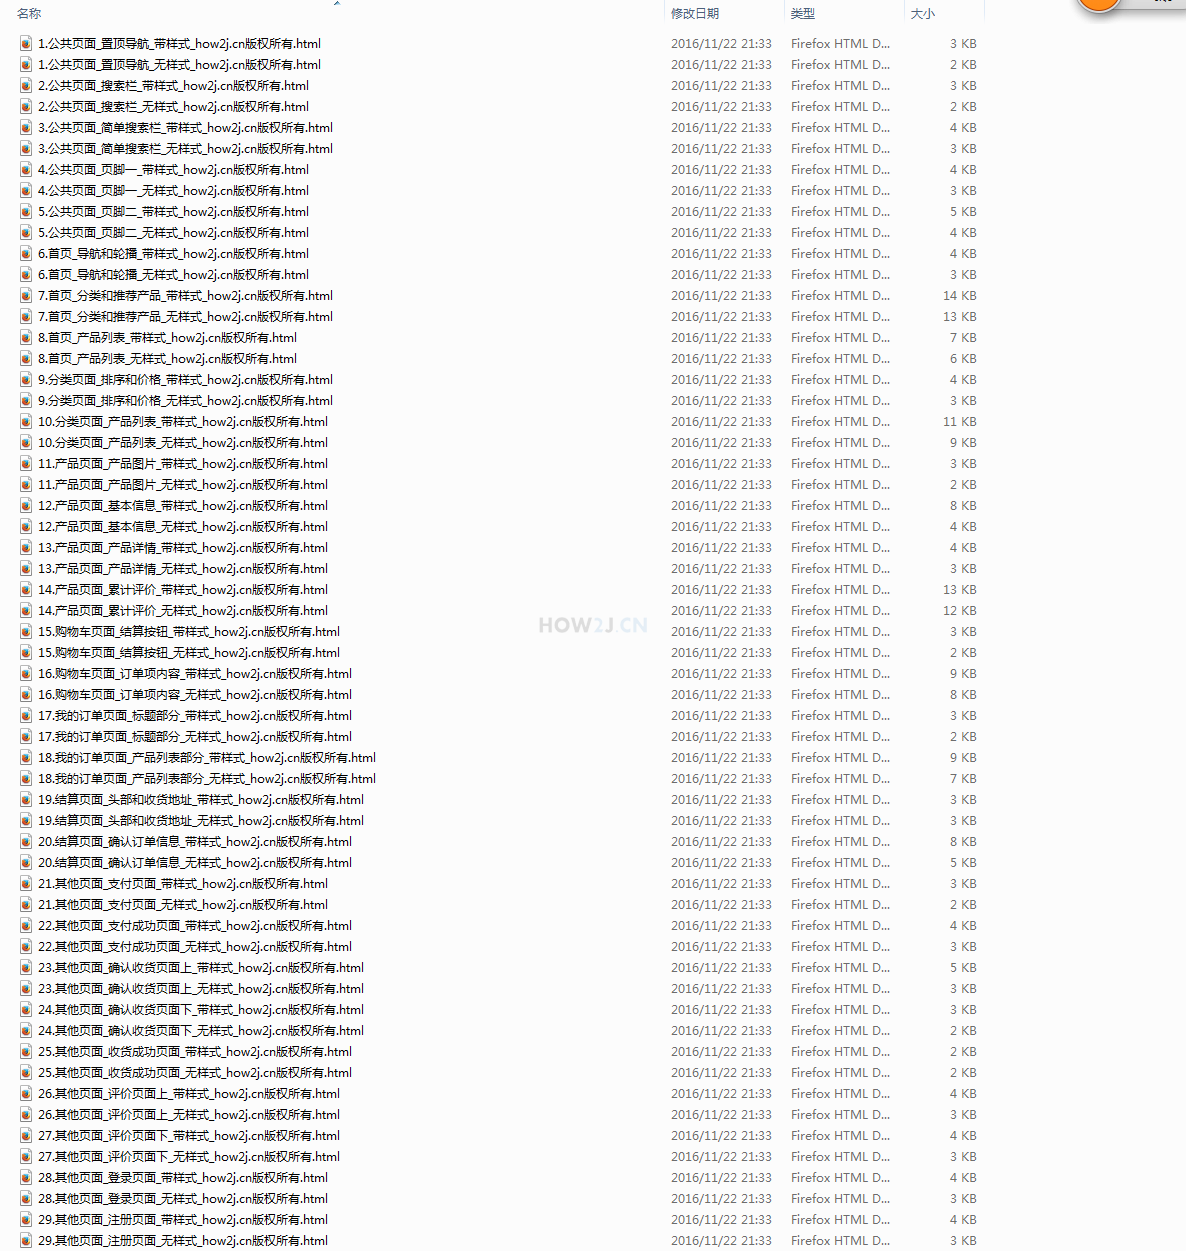 名称 修改日期 类型 大小
1.公共页面_置顶导航_带样式_how2j.cn版权所有.html 2016/11/22 21:33 Firefox HTML D... 3 KB
1.公共页面_置顶导航_无样式_how2j.cn版权所有.html 2016/11/22 21:33 Firefox HTML D... 2 KB
2.公共页面_搜素栏_带样式_how2j.cn版权所有.html 2016/11/22 21:33 Firefox HTML D... 3 KB
2.公共页面_搜素栏_无样式_how2j.cn版权所有.html 2016/11/22 21:33 Firefox HTML D... 2 KB
3.公共页面_简单搜素栏_带样式_how2j.cn版权所有.html 2016/11/22 21:33 Firefox HTML D... 4 KB
3.公共页面_简单搜素栏_无样式_how2j.cn版权所有.html 2016/11/22 21:33 Firefox HTML D... 3 KB
4.公共页面_页脚一_带样式_how2j.cn版权所有.html 2016/11/22 21:33 Firefox HTML D... 4 KB
4.公共页面_页脚一_无样式_how2j.cn版权所有.html 2016/11/22 21:33 Firefox HTML D... 3 KB
5.公共页面_页脚二_带样式_how2j.cn版权所有.html 2016/11/22 21:33 Firefox HTML D... 5 KB
5.公共页面_页脚二_无样式_how2j.cn版权所有.html 2016/11/22 21:33 Firefox HTML D... 4 KB
6.首页_导航和轮播_带样式_how2j.cn版权所有.html 2016/11/22 21:33 Firefox HTML D... 4 KB
6.首页_导航和轮播_无样式_how2j.cn版权所有.html 2016/11/22 21:33 Firefox HTML D... 3 KB
7.首页_分类和推荐产品_带样式_how2j.cn版权所有.html 2016/11/22 21:33 Firefox HTML D... 14 KB
7.首页_分类和推荐产品_无样式_how2j.cn版权所有.html 2016/11/22 21:33 Firefox HTML D... 13 KB
8.首页_产品列表_带样式_how2j.cn版权所有.html 2016/11/22 21:33 Firefox HTML D... 7 KB
8.首页_产品列表_无样式_how2j.cn版权所有.html 2016/11/22 21:33 Firefox HTML D... 6 KB
9.分类页面_排序和价格_带样式_how2j.cn版权所有.html 2016/11/22 21:33 Firefox HTML D... 4 KB
9.分类页面_排序和价格_无样式_how2j.cn版权所有.html 2016/11/22 21:33 Firefox HTML D... 3 KB
10.分类页面_产品列表_带样式_how2j.cn版权所有.html 2016/11/22 21:33 Firefox HTML D... 11 KB
10.分类页面_产品列表_无样式_how2j.cn版权所有.html 2016/11/22 21:33 Firefox HTML D... 9 KB
11.产品页面_产品图片_带样式_how2j.cn版权所有.html 2016/11/22 21:33 Firefox HTML D... 3 KB
11.产品页面_产品图片_无样式_how2j.cn版权所有.html 2016/11/22 21:33 Firefox HTML D... 2 KB
12.产品页面_基本信息_带样式_how2j.cn版权所有.html 2016/11/22 21:33 Firefox HTML D... 8 KB
12.产品页面_基本信息_无样式_how2j.cn版权所有.html 2016/11/22 21:33 Firefox HTML D... 4 KB
13.产品页面_产品详情_带样式_how2j.cn版权所有.html 2016/11/22 21:33 Firefox HTML D... 4 KB
13.产品页面_产品详情_无样式_how2j.cn版权所有.html 2016/11/22 21:33 Firefox HTML D... 3 KB
14.产品页面_累计评价_带样式_how2j.cn版权所有.html 2016/11/22 21:33 Firefox HTML D... 13 KB
14.产品页面_累计评价_无样式_how2j.cn版权所有.html 2016/11/22 21:33 Firefox HTML D... 12 KB
HOW2J.CN
15.购物车页面_结算按钮_带样式_how2j.cn版权所有.html 2016/11/22 21:33 Firefox HTML D... 3 KB
15.购物车页面_结算按钮_无样式_how2j.cn版权所有.html 2016/11/22 21:33 Firefox HTML D... 2 KB
16.购物车页面_订单项内容_带样式_how2j.cn版权所有.html 2016/11/22 21:33 Firefox HTML D... 9 KB
16.购物车页面_订单项内容_无样式_how2j.cn版权所有.html 2016/11/22 21:33 Firefox HTML D... 8 KB
17.我的订单页面_标题部分_带样式_how2j.cn版权所有.html 2016/11/22 21:33 Firefox HTML D... 3 KB
17.我的订单页面_标题部分_无样式_how2j.cn版权所有.html 2016/11/22 21:33 Firefox HTML D... 2 KB
18.我的订单页面_产品列表部分_带样式_how2j.cn版权所有.html 2016/11/22 21:33 Firefox HTML D... 9 KB
18.我的订单页面_产品列表部分_无样式_how2j.cn版权所有.html 2016/11/22 21:33 Firefox HTML D... 7 KB
19.结算页面_头部和收货地址_带样式_how2j.cn版权所有.html 2016/11/22 21:33 Firefox HTML D... 3 KB
19.结算页面_头部和收货地址_无样式_how2j.cn版权所有.html 2016/11/22 21:33 Firefox HTML D... 3 KB
20.结算页面_确认订单信息_带样式_how2j.cn版权所有.html 2016/11/22 21:33 Firefox HTML D... 8 KB
20.结算页面_确认订单信息_无样式_how2j.cn版权所有.html 2016/11/22 21:33 Firefox HTML D... 5 KB
21.其他页面_支付页面_带样式_how2j.cn版权所有.html 2016/11/22 21:33 Firefox HTML D... 3 KB
21.其他页面_支付页面_无样式_how2j.cn版权所有.html 2016/11/22 21:33 Firefox HTML D... 2 KB
22.其他页面_支付成功页面_带样式_how2j.cn版权所有.html 2016/11/22 21:33 Firefox HTML D... 4 KB
22.其他页面_支付成功页面_无样式_how2j.cn版权所有.html 2016/11/22 21:33 Firefox HTML D... 3 KB
23.其他页面_确认收货页面上_带样式_how2j.cn版权所有.html 2016/11/22 21:33 Firefox HTML D... 5 KB
23.其他页面_确认收货页面上_无样式_how2j.cn版权所有.html 2016/11/22 21:33 Firefox HTML D... 3 KB
24.其他页面_确认收货页面下_带样式_how2j.cn版权所有.html 2016/11/22 21:33 Firefox HTML D... 3 KB
24.其他页面_确认收货页面下_无样式_how2j.cn版权所有.html 2016/11/22 21:33 Firefox HTML D... 2 KB
25.其他页面_收货成功页面_带样式_how2j.cn版权所有.html 2016/11/22 21:33 Firefox HTML D... 2 KB
25.其他页面_收货成功页面_无样式_how2j.cn版权所有.html 2016/11/22 21:33 Firefox HTML D... 2 KB
26.其他页面_评价页面上_带样式_how2j.cn版权所有.html 2016/11/22 21:33 Firefox HTML D... 4 KB
26.其他页面_评价页面上_无样式_how2j.cn版权所有.html 2016/11/22 21:33 Firefox HTML D... 3 KB
27.其他页面_评价页面下_带样式_how2j.cn版权所有.html 2016/11/22 21:33 Firefox HTML D... 4 KB
27.其他页面_评价页面下_无样式_how2j.cn版权所有.html 2016/11/22 21:33 Firefox HTML D... 3 KB
28.其他页面_登录页面_带样式_how2j.cn版权所有.html 2016/11/22 21:33 Firefox HTML D... 4 KB
28.其他页面_登录页面_无样式_how2j.cn版权所有.html 2016/11/22 21:33 Firefox HTML D... 3 KB
29.其他页面_注册页面_带样式_how2j.cn版权所有.html 2016/11/22 21:33 Firefox HTML D... 4 KB
29.其他页面_注册页面_无样式_how2j.cn版权所有.html 2016/11/22 21:33 Firefox HTML D... 3 KB